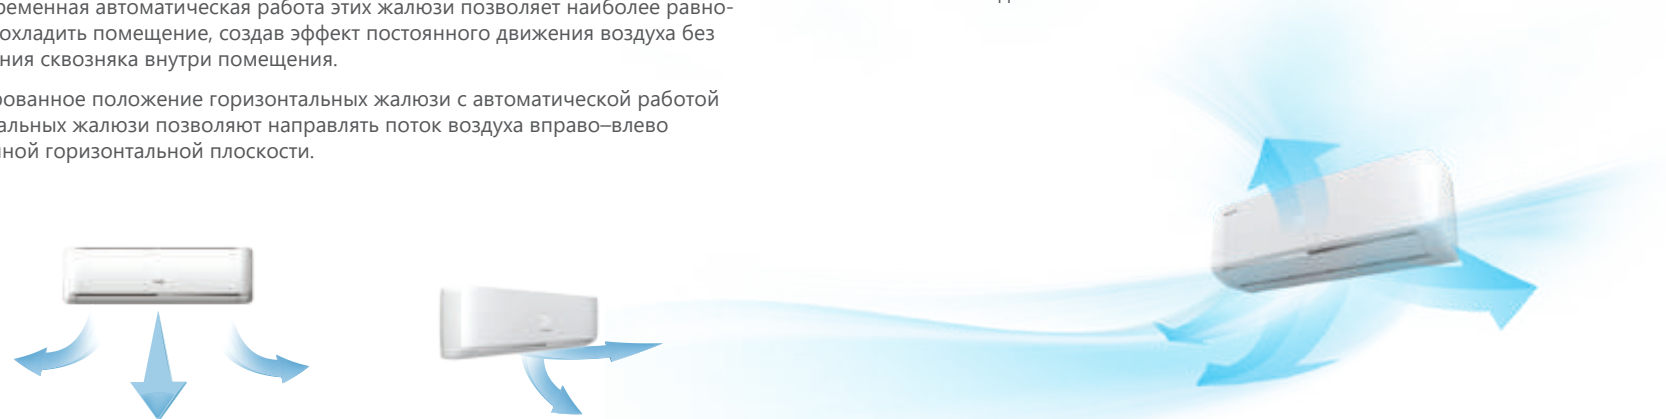 ременная автоматическая работа этих жалюзи позволяет наиболее равно-
охладить помещение, создав эффект постоянного движения воздуха без
ния сквозняка внутри помещения.
рованное положение горизонтальных жалюзи с автоматической работой
альных жалюзи позволяют направлять поток воздуха вправо–влево
ной горизонтальной плоскости.